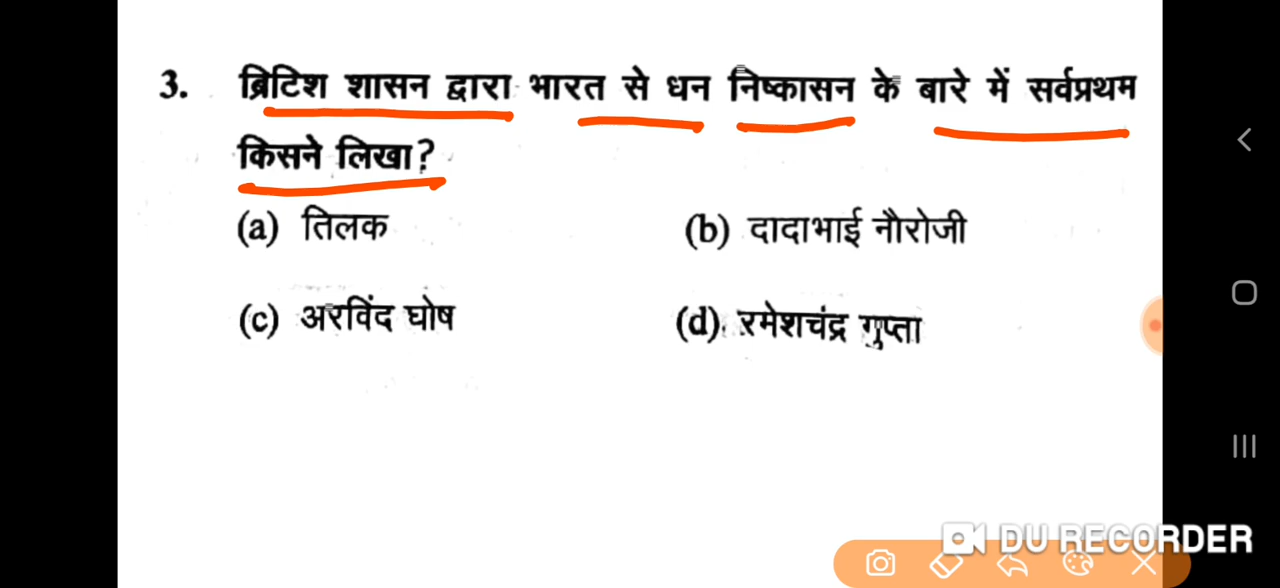 3. ब्रिटिश शासन द्वारा भारत से धन निष्कासन के बारे में सर्वप्रथम
किसने लिखा?
(a) तिलक (b) दादाभाई नौरोजी
(c) अरविंद घोष (d) रमेशचंद्र गुप्ता
DU RECORDER